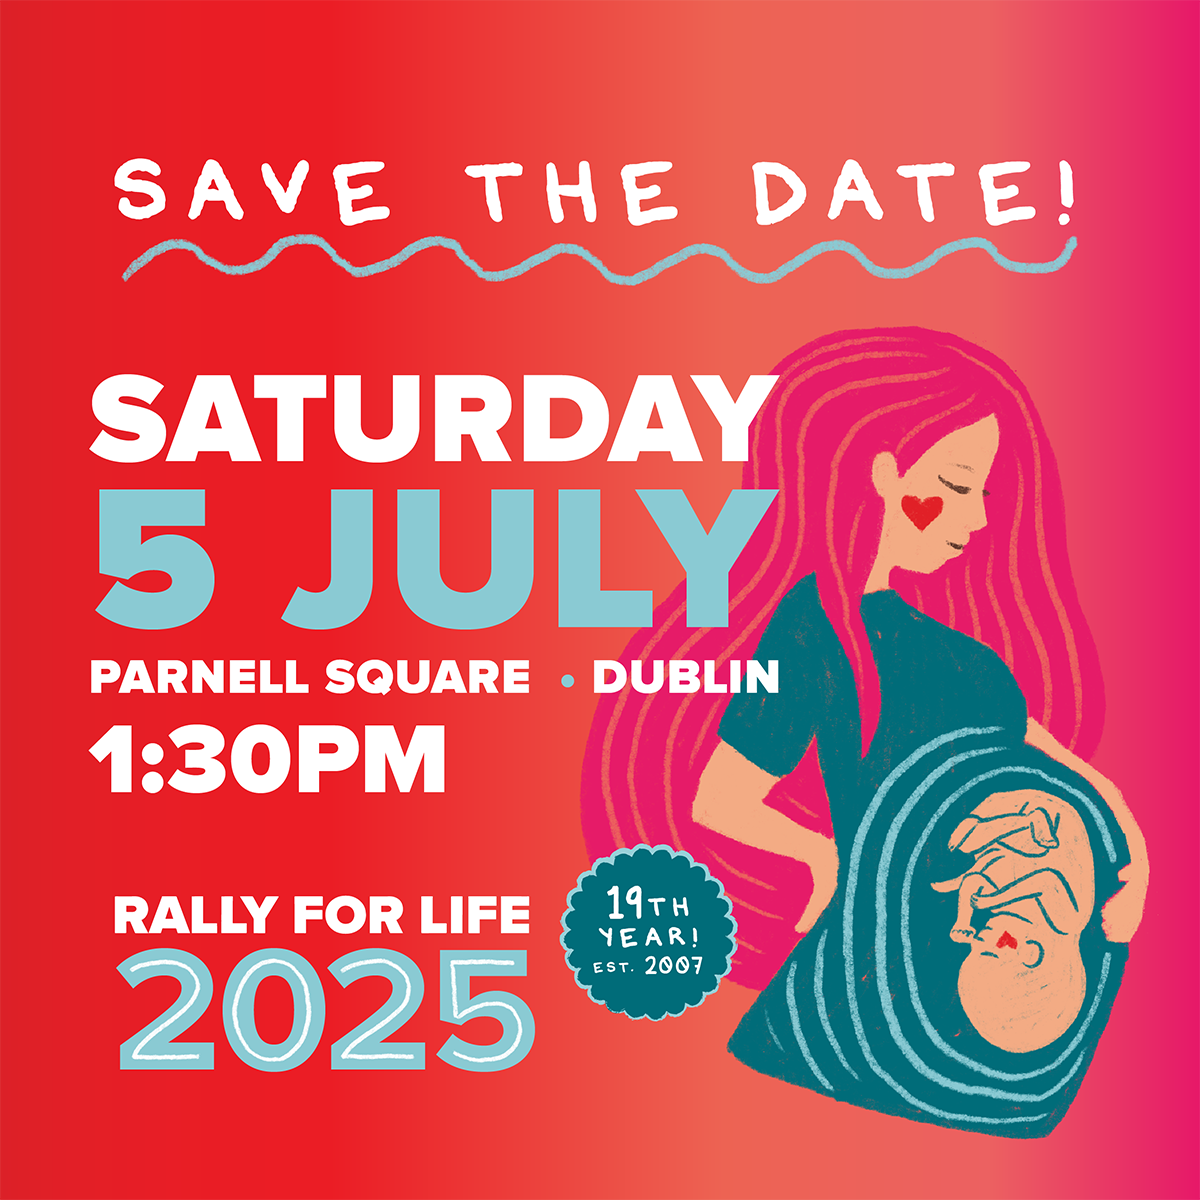 SAVE THE DATE!
SATURDAY
5 JULY
PARNELL SQUARE • DUBLIN
1:30PM
RALLY FOR LIFE
2025
19TH
YEAR!
EST. 2007